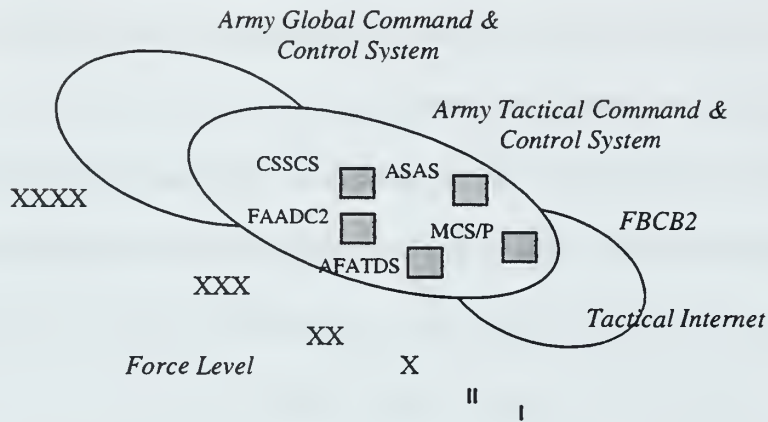 Army Global Command &
Control System
Army Tactical Command &
Control System
CSSCS
ASAS
XXXX
FAADC2
MCS/P
FBCB2
AFATDS
XXX
Tactical Internet
XX
Force Level
X
II
I